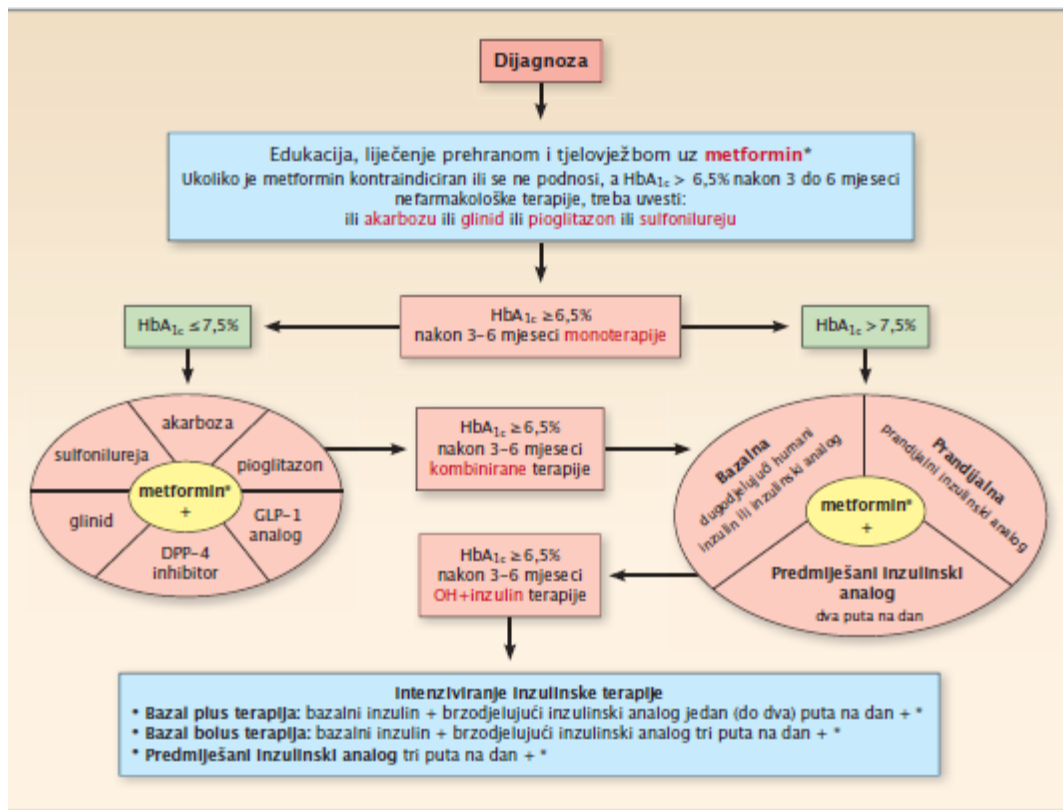 Dijagnoza
Edukacija, liječenje prehranom i tjelovježbom uz metformin*
Ukoliko je metformin kontraindiciran ili se ne podnosi, a HbA1c > 6,5% nakon 3 do 6 mjeseci
nefarmakološke terapije, treba uvesti:
ili akarbozu ili glinid ili pioglitazon ili sulfonilureju
HbA1c ≤7,5%
HbA1c ≥6,5%
nakon 3–6 mjeseci monoterapije
HbA1c >7,5%
akarboza
sulfonilureja
pioglitazon
metformin*
+
glinid
GLP-1
analog
DPP-4
inhibitor
HbA1c ≥6,5%
nakon 3–6 mjeseci
kombinirane terapije
Bazalna
dugodjelujući humani
inzulin ili inzulinski analog
Prandijalna
prandijalni inzulinski analog
metformin*
+
Predmiješani inzulinski
analog
dva puta na dan
HbA1c ≥6,5%
nakon 3–6 mjeseci
OH+inzulin terapije
Intenziviranje inzulinske terapije
• Bazal plus terapija: bazalni inzulin + brzodjelujući inzulinski analog jedan (do dva) puta na dan + *
• Bazal bolus terapija: bazalni inzulin + brzodjelujući inzulinski analog tri puta na dan + *
• Predmiješani inzulinski analog tri puta na dan + *